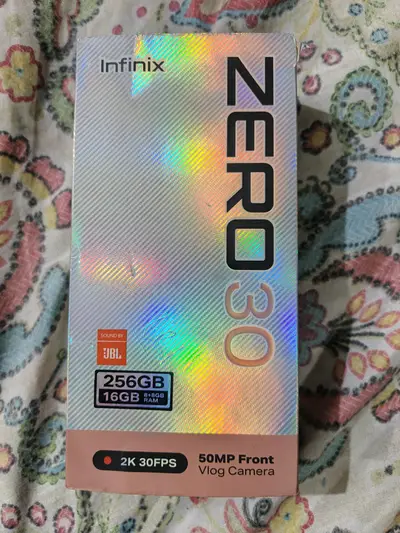 Infinix
ZERO 30
SOUND BY
JBL
256GB
16GB 8+8GB
RAM
2K 30FPS
50MP Front
Vlog Camera